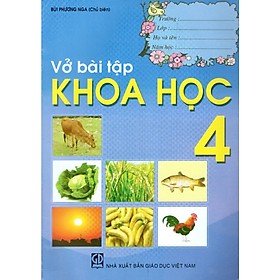 BÙI PHƯƠNG NGA (Chủ biên)
Trường
Lớp
Họ và tên
Năm học
Vở bài tập
KHOA HỌC
4
NHÀ XUẤT BẢN GIÁO DỤC VIỆT NAM